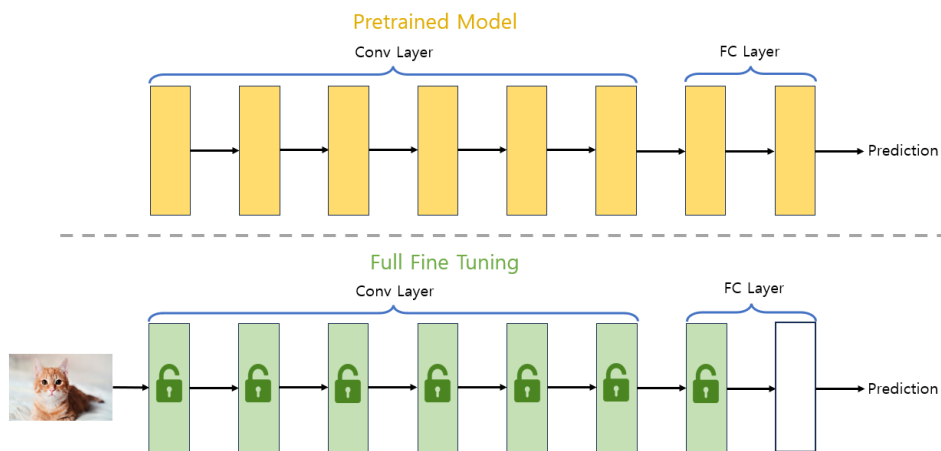 Pretrained Model
Conv Layer
FC Layer
Prediction
Full Fine Tuning
Conv Layer
FC Layer
Prediction